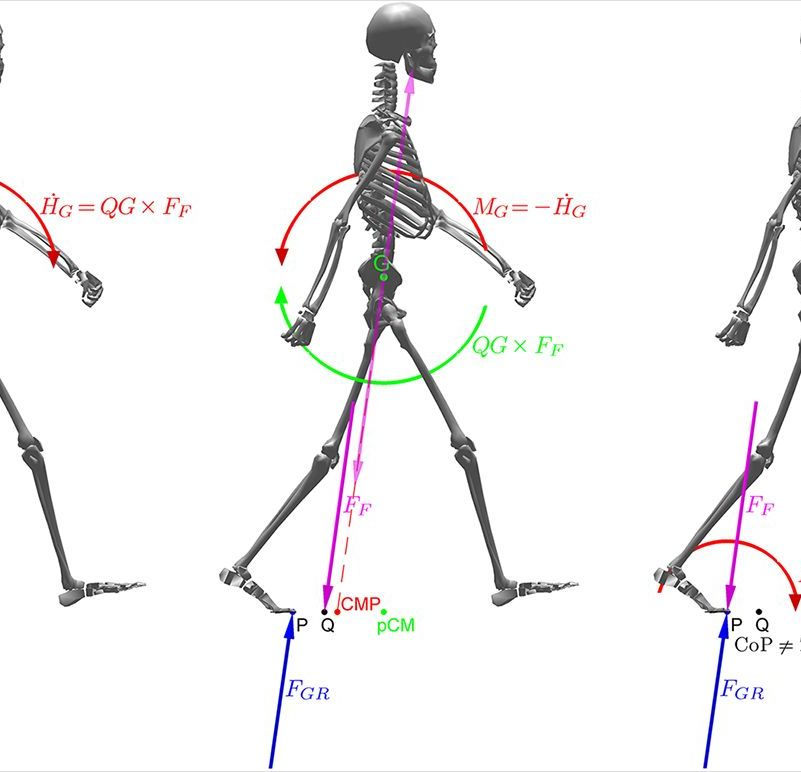 Ḣ_G = QG × F_F
M_G = −Ḣ_G
G
QG × F_F
F_F
F_F
CMP
P
Q
pCM
P
Q
CoP ≠
F_GR
F_GR